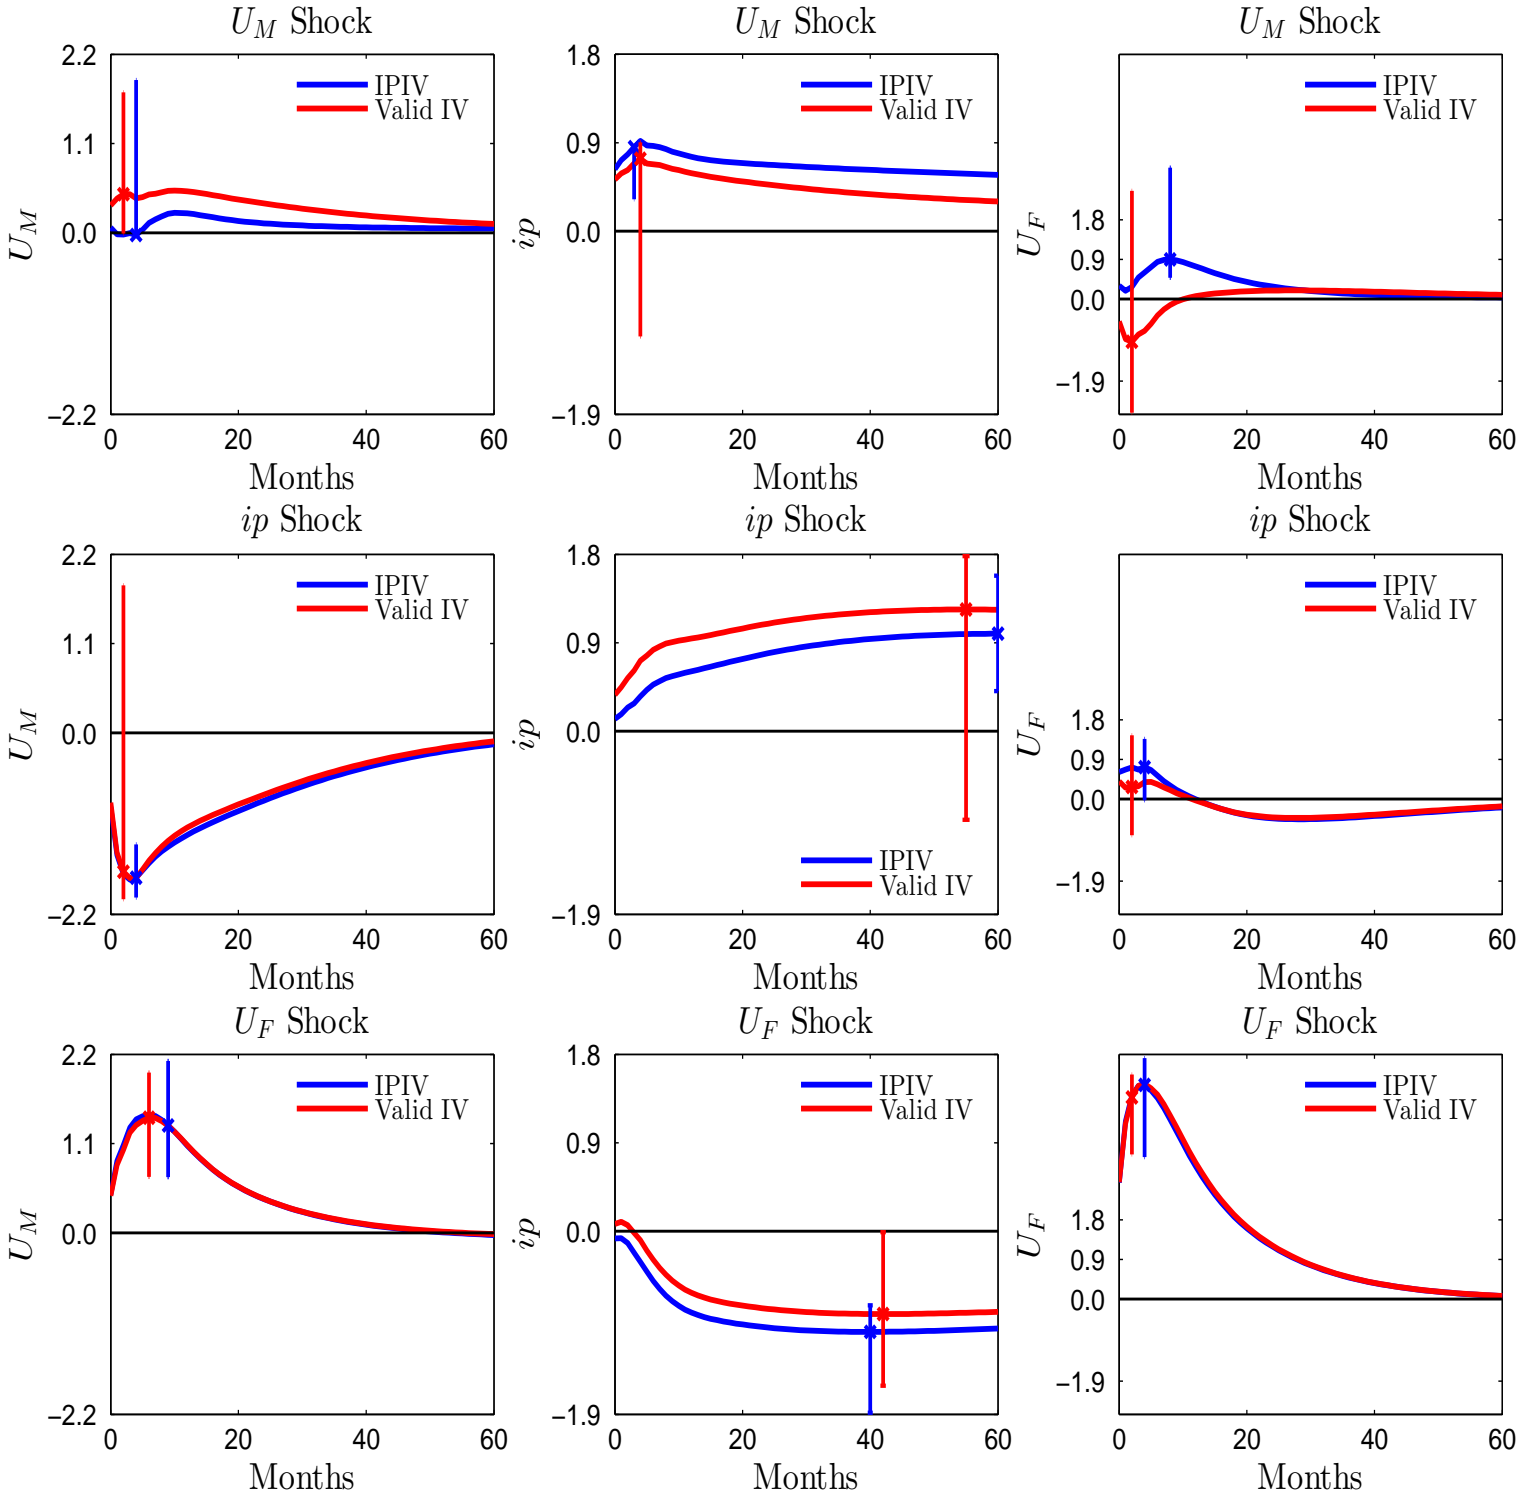 U_M Shock
2.2
1.1
0.0
−2.2
U_M
IPIV
Valid IV
0 20 40 60
Months
U_M Shock
1.8
0.9
0.0
−1.9
ip
IPIV
Valid IV
0 20 40 60
Months
U_M Shock
1.8
0.9
0.0
−1.9
U_F
IPIV
Valid IV
0 20 40 60
Months
ip Shock
2.2
1.1
0.0
−2.2
U_M
IPIV
Valid IV
0 20 40 60
Months
ip Shock
1.8
0.9
0.0
−1.9
ip
IPIV
Valid IV
0 20 40 60
Months
ip Shock
1.8
0.9
0.0
−1.9
U_F
IPIV
Valid IV
0 20 40 60
Months
U_F Shock
2.2
1.1
0.0
−2.2
U_M
IPIV
Valid IV
0 20 40 60
Months
U_F Shock
1.8
0.9
0.0
−1.9
ip
IPIV
Valid IV
0 20 40 60
Months
U_F Shock
1.8
0.9
0.0
−1.9
U_F
IPIV
Valid IV
0 20 40 60
Months